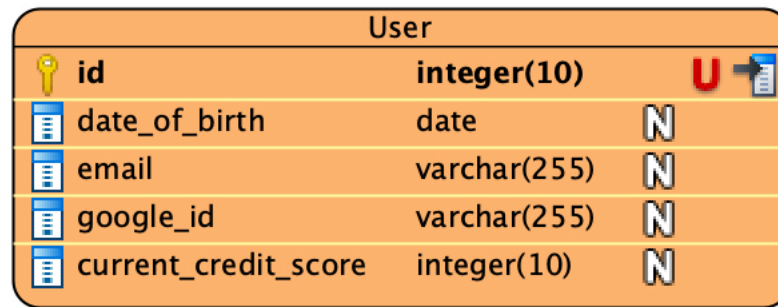 User
id integer(10) U
date_of_birth date N
email varchar(255) N
google_id varchar(255) N
current_credit_score integer(10) N